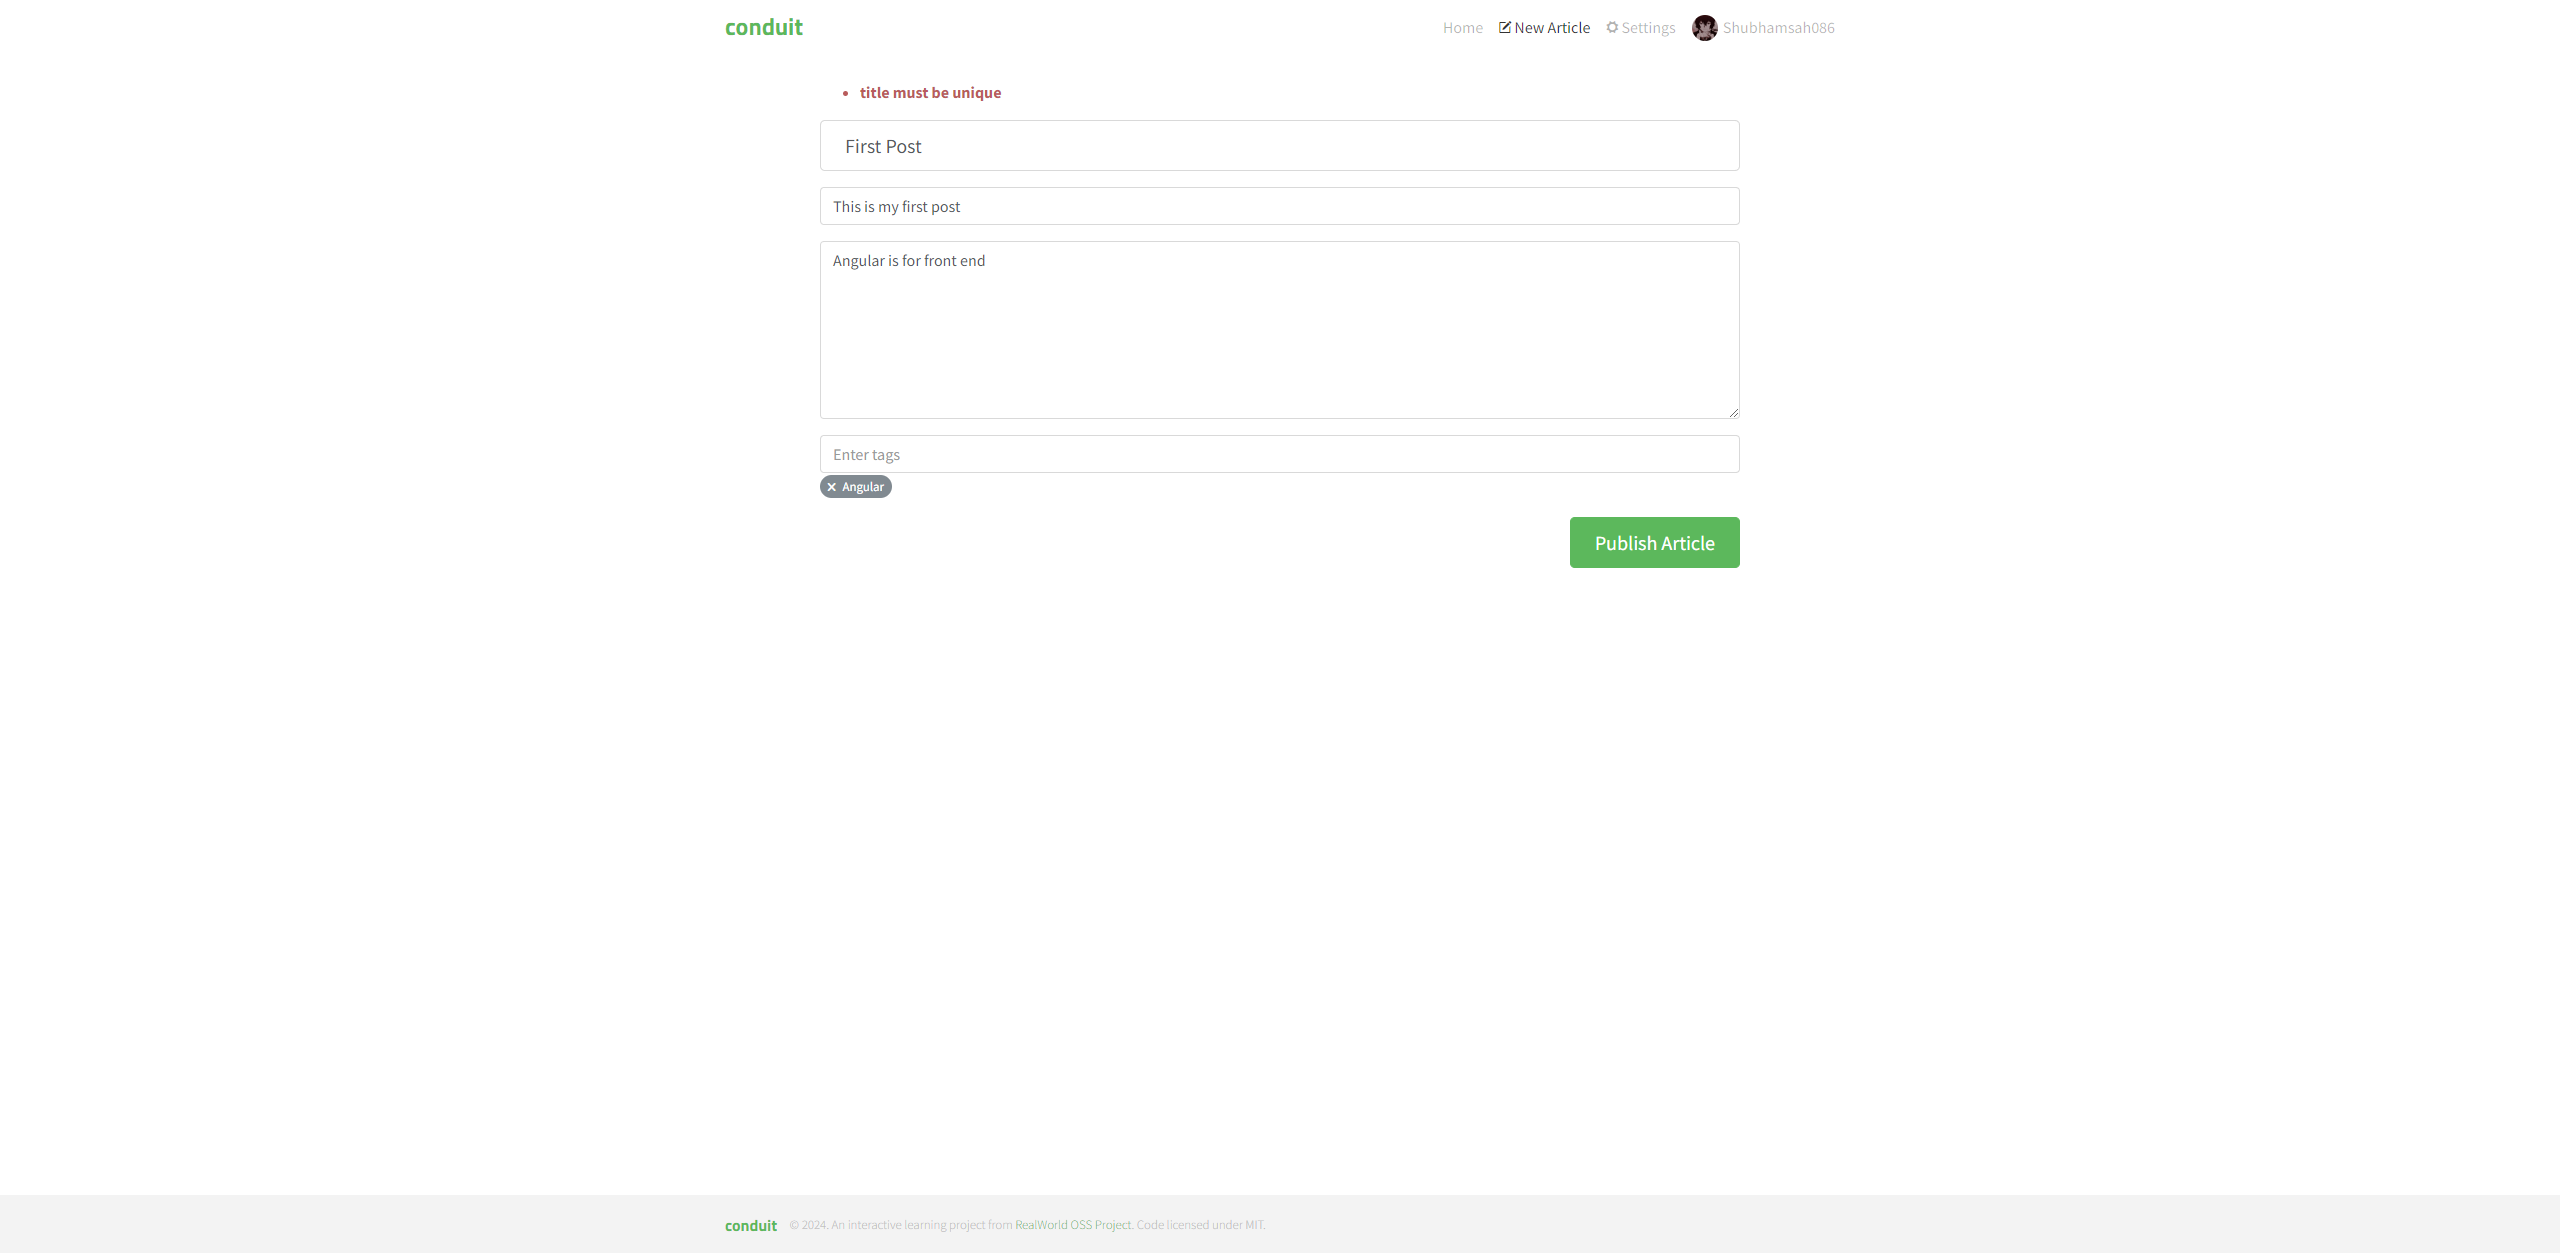 conduit
Home New Article Settings Shubhamsah086
title must be unique
First Post
This is my first post
Angular is for front end
Enter tags
Angular
Publish Article
conduit © 2024. An interactive learning project from RealWorld OSS Project. Code licensed under MIT.